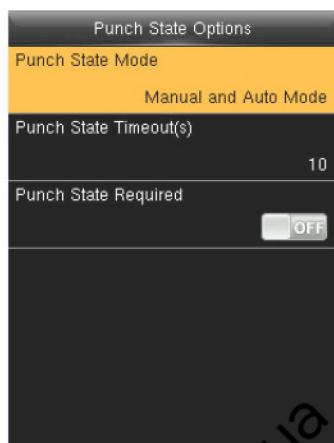 Punch State Options
Punch State Mode
Manual and Auto Mode
Punch State Timeout(s)
10
Punch State Required
OFF